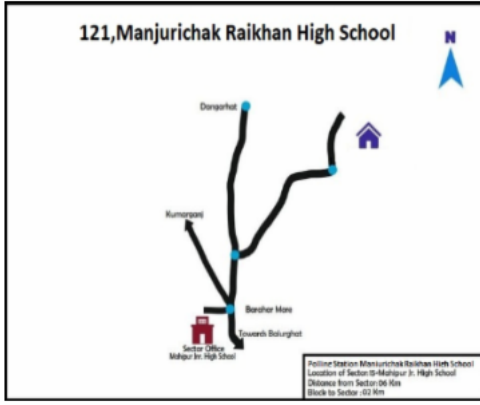 121,Manjurichak Raikhan High School
N
Dangarhat
Kumarganj
Barahar More
Towards Balurghat
Sector Office
Mahipur Jr. High School
Polling Station Manjurichak Raikhan High School
Location of Sector: 15-Mahipur Jr. High School
Distance from Sector: 06 Km
Block to Sector : 02 Km